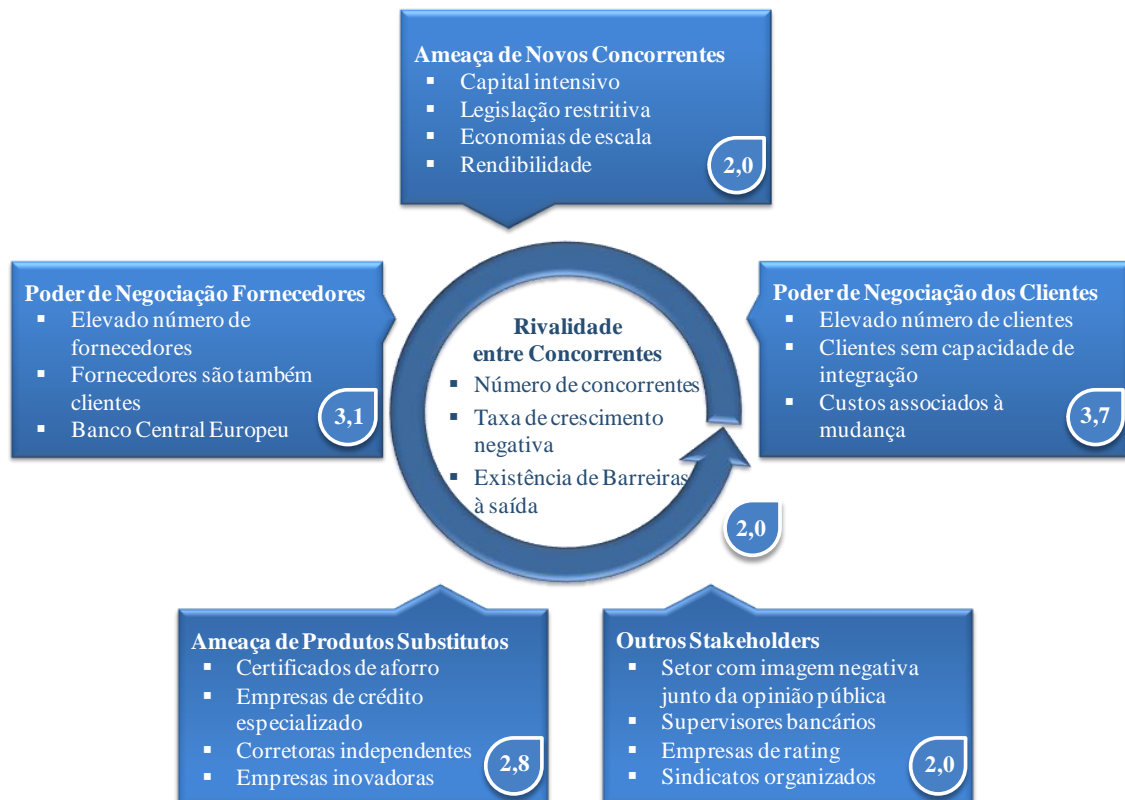 Ameaça de Novos Concorrentes
▪ Capital intensivo
▪ Legislação restritiva
▪ Economias de escala
▪ Rendibilidade
2,0
Poder de Negociação Fornecedores
▪ Elevado número de
fornecedores
▪ Fornecedores são também
clientes
▪ Banco Central Europeu
3,1
Rivalidade
entre Concorrentes
▪ Número de concorrentes
▪ Taxa de crescimento
negativa
▪ Existência de Barreiras
à saída
2,0
Poder de Negociação dos Clientes
▪ Elevado número de clientes
▪ Clientes sem capacidade de
integração
▪ Custos associados à
mudança
3,7
Ameaça de Produtos Substitutos
▪ Certificados de aforro
▪ Empresas de crédito
especializado
▪ Corretoras independentes
▪ Empresas inovadoras
2,8
Outros Stakeholders
▪ Setor com imagem negativa
junto da opinião pública
▪ Supervisores bancários
▪ Empresas de rating
▪ Sindicatos organizados
2,0